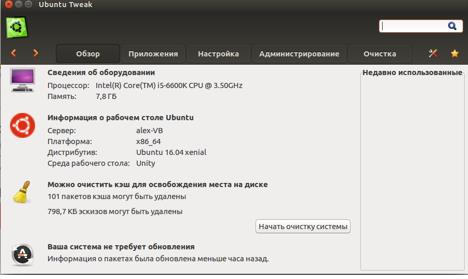 Ubuntu Tweak
Обзор Приложения Настройка Администрирование Очистка
Сведения об оборудовании
Процессор: Intel(R) Core(TM) i5-6600K CPU @ 3.50GHz
Память: 7,8 ГБ
Информация о рабочем столе Ubuntu
Сервер: alex-VB
Платформа: x86_64
Дистрибутив: Ubuntu 16.04 xenial
Среда рабочего стола: Unity
Можно очистить кэш для освобождения места на диске
101 пакетов кэша могут быть удалены
798,7 КБ эскизов могут быть удалены
Начать очистку системы
Ваша система не требует обновления
Информация о пакетах была обновлена меньше часа назад.
Недавно использованные